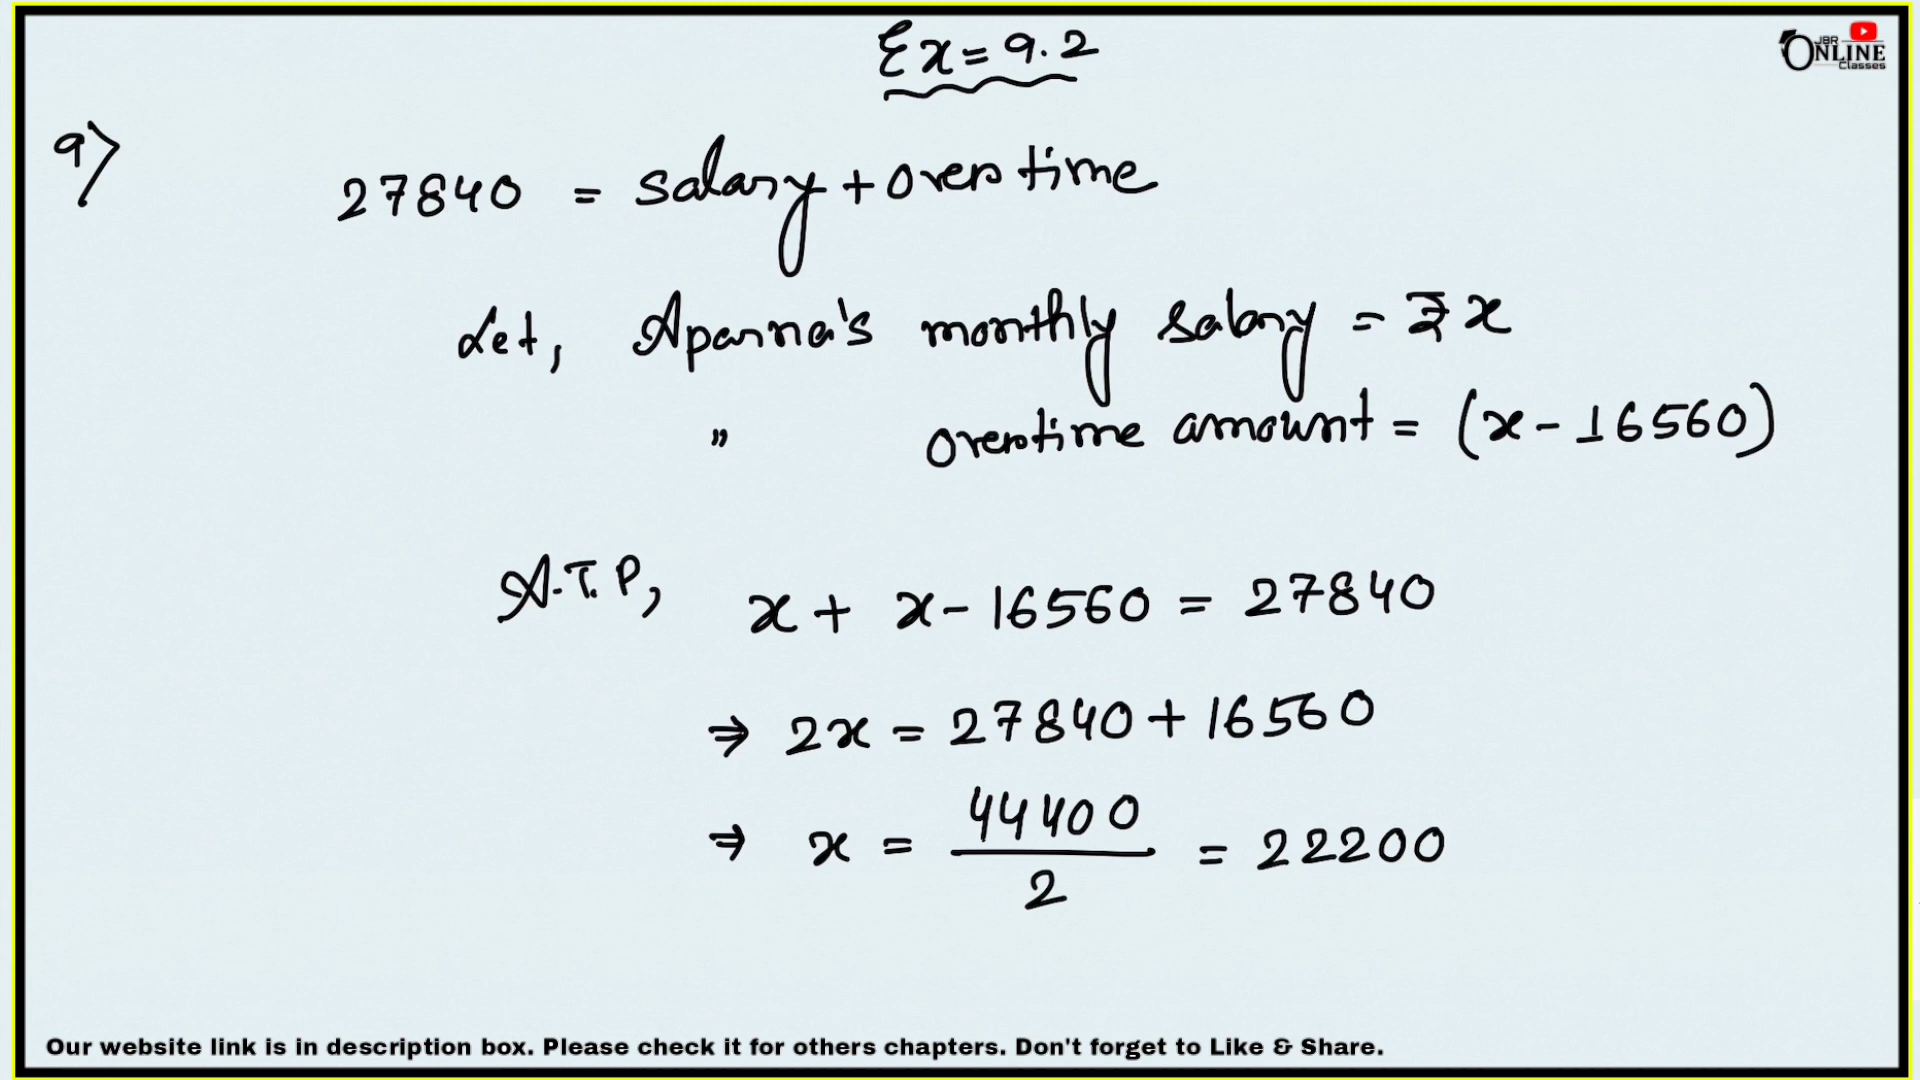 Ex = 9.2
JBR
ONLINE
Classes
9)
27840 = salary + overtime
Let, Aparna's monthly salary = ₹ x
" overtime amount = (x - 16560)
A.T.P, x + x - 16560 = 27840
⇒ 2x = 27840 + 16560
⇒ x = 44400/2 = 22200
Our website link is in description box. Please check it for others chapters. Don't forget to Like & Share.